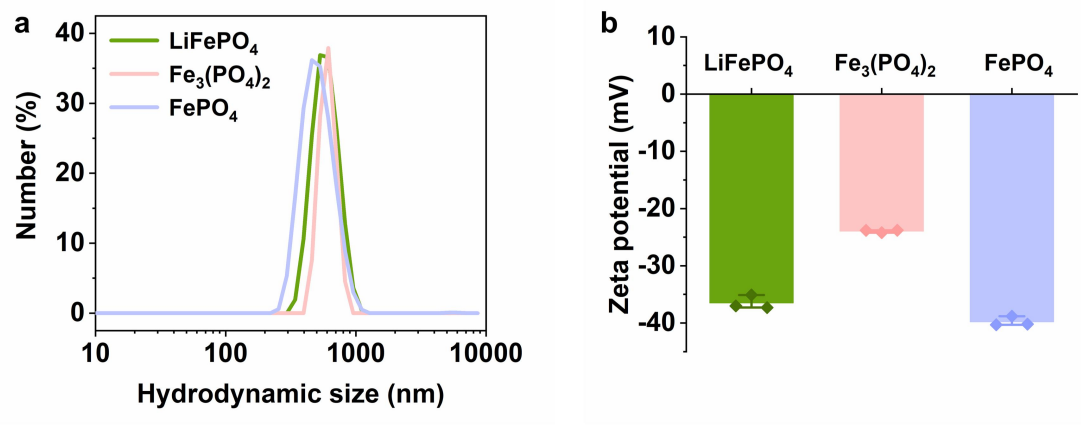 a
40
30
20
10
0
Number (%)
LiFePO₄
Fe₃(PO₄)₂
FePO₄
10
100
1000
10000
Hydrodynamic size (nm)
b
10
0
-10
-20
-30
-40
Zeta potential (mV)
LiFePO₄
Fe₃(PO₄)₂
FePO₄